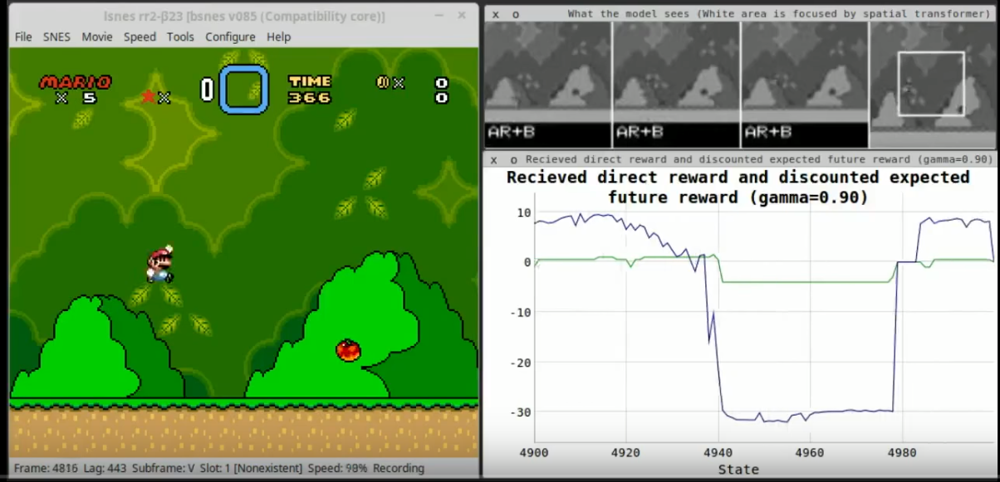 lsnes rr2-β23 [bsnes v085 (Compatibility core)]
File SNES Movie Speed Tools Configure Help
MARIO TIME
x 5 ★x 0 366 x 0
0
Frame: 4816 Lag: 443 Subframe: V Slot: 1 [Nonexistent] Speed: 90% Recording
x o What the model sees (White area is focused by spatial transformer)
AR+B AR+B AR+B
x o Recieved direct reward and discounted expected future reward (gamma=0.90)
Recieved direct reward and discounted expected
future reward (gamma=0.90)
10
0
-10
-20
-30
4900 4920 4940 4960 4980
State